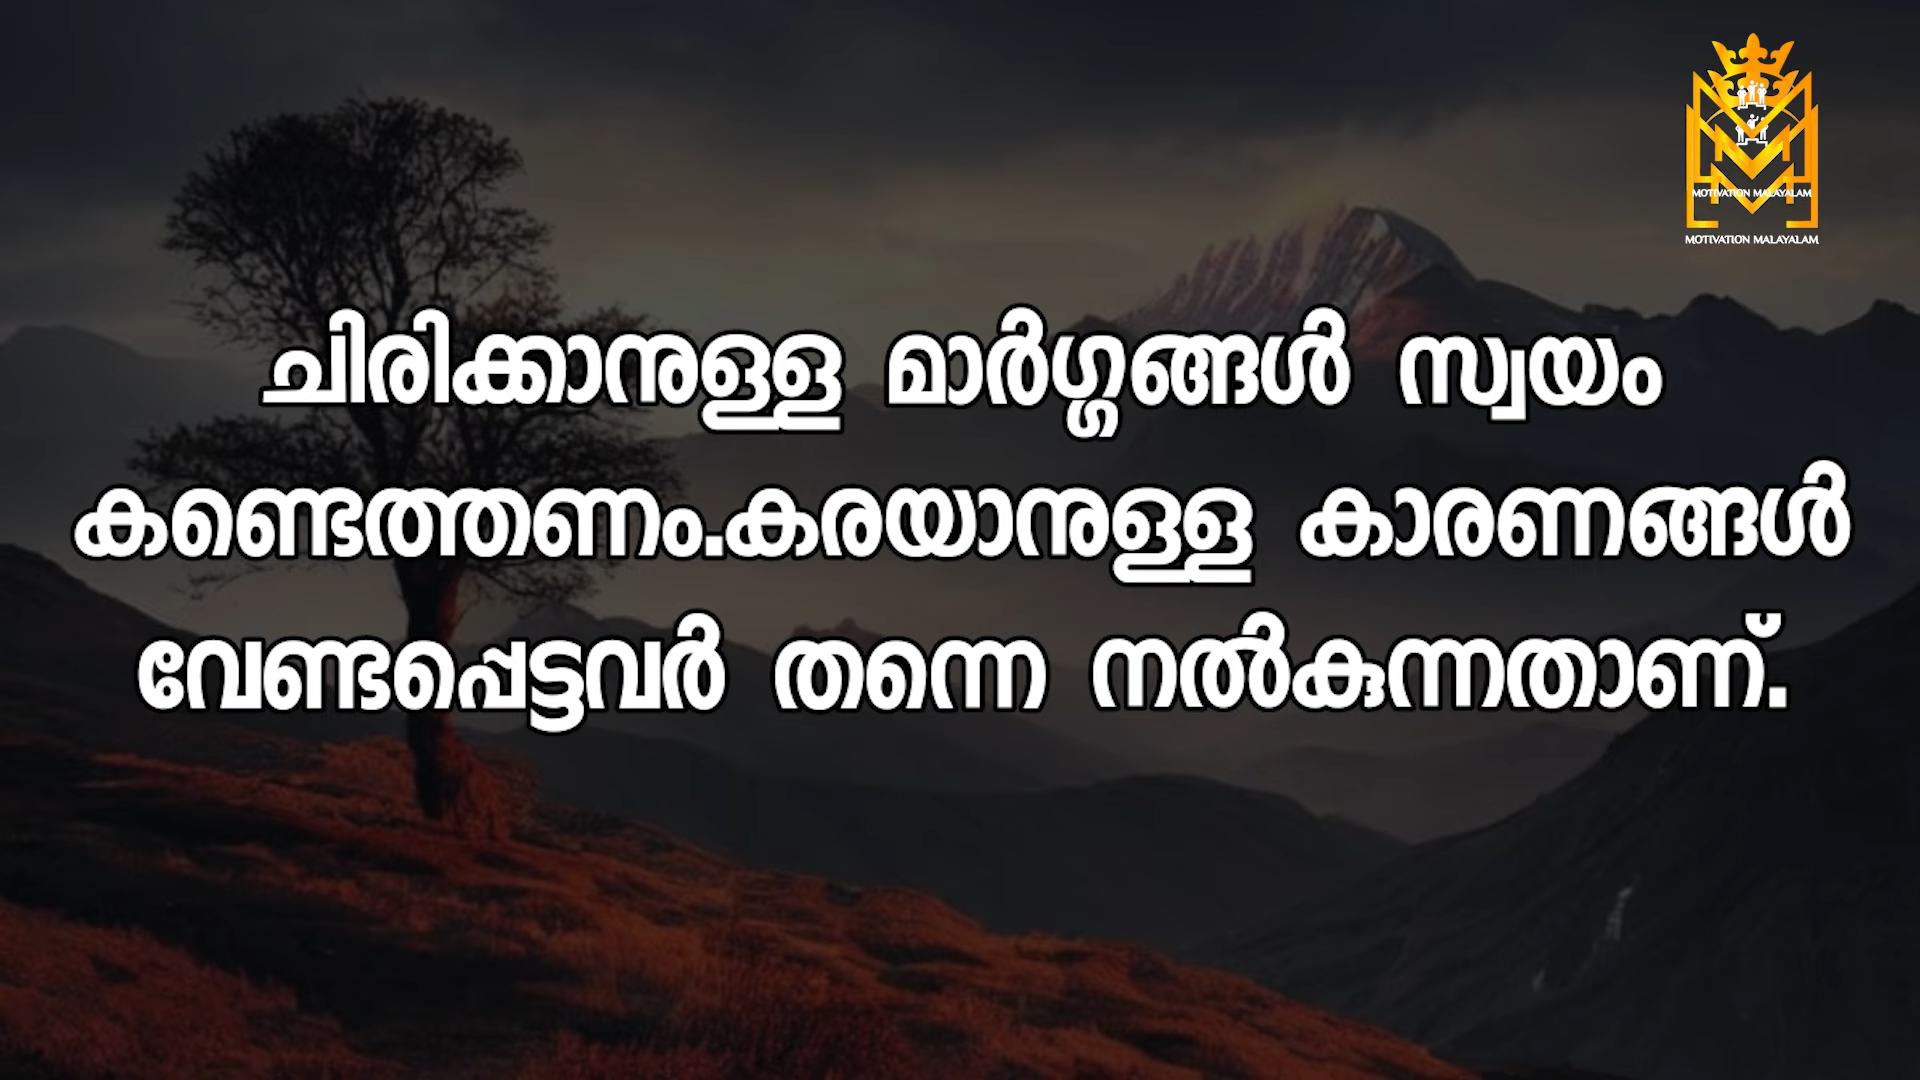 MOTIVATION MALAYALAM
MOTIVATION MALAYALAM
ചിരിക്കാനുള്ള മാർഗ്ഗങ്ങൾ സ്വയം
കണ്ടെത്തണം.കരയാനുള്ള കാരണങ്ങൾ
വേണ്ടപ്പെട്ടവർ തന്നെ നൽകുന്നതാണ്.